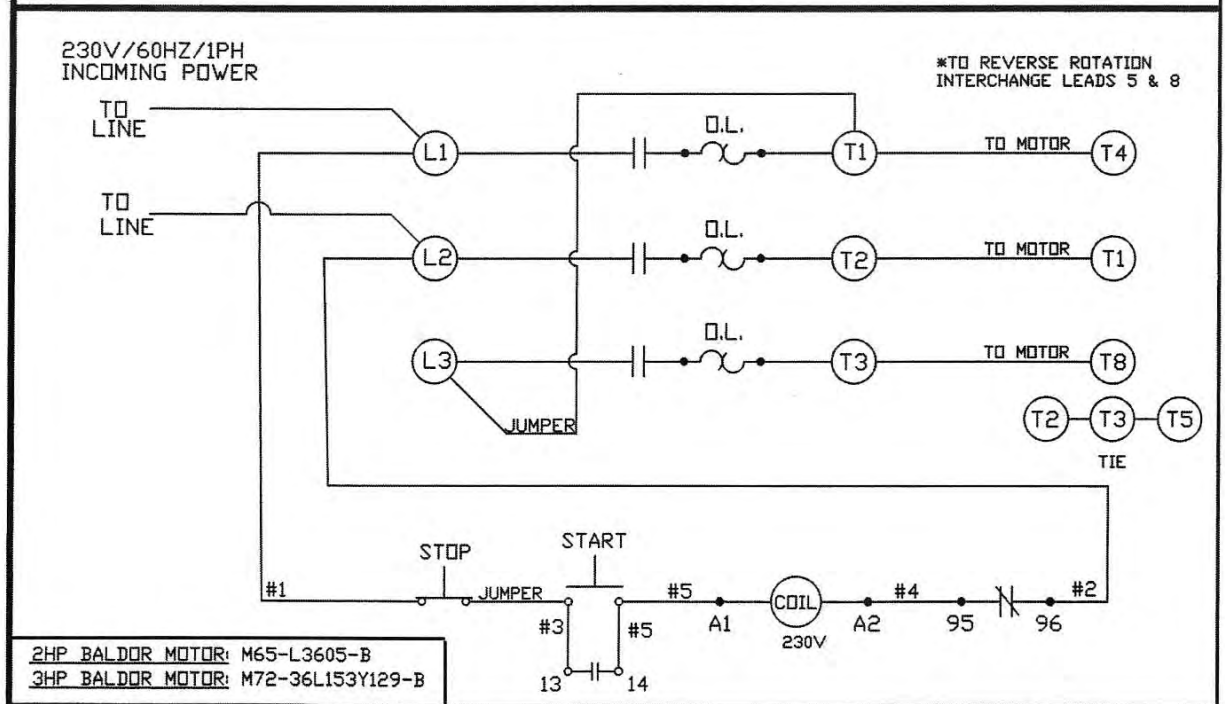 230V/60HZ/1PH
INCOMING POWER
*TO REVERSE ROTATION
INTERCHANGE LEADS 5 & 8
TO
LINE
L1
O.L.
T1
TO MOTOR
T4
TO
LINE
L2
O.L.
T2
TO MOTOR
T1
L3
O.L.
T3
TO MOTOR
T8
JUMPER
T2
T3
T5
TIE
STOP
START
#1
JUMPER
#3
#5
#5
A1
COIL
230V
A2
#4
95
96
#2
13
14
2HP BALDOR MOTOR: M65-L3605-B
3HP BALDOR MOTOR: M72-36L153Y129-B